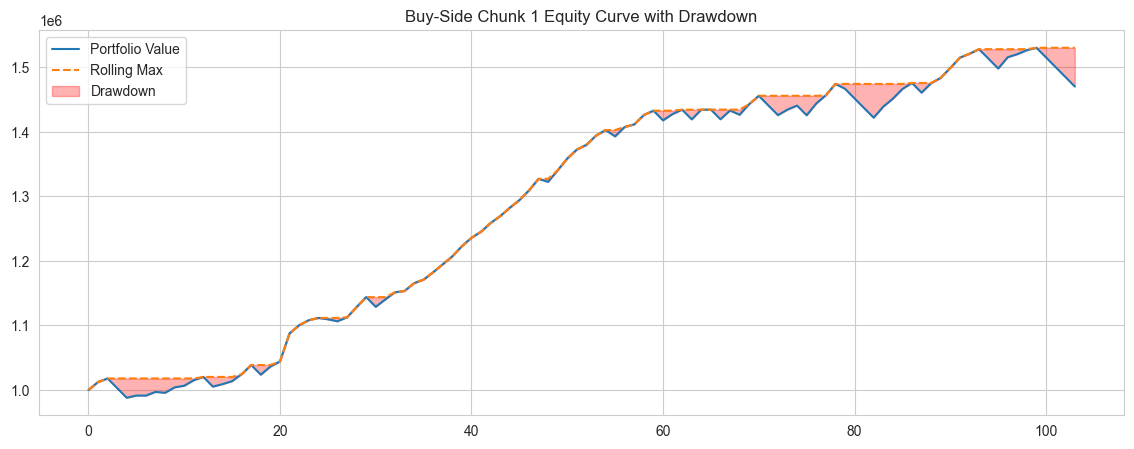 Buy-Side Chunk 1 Equity Curve with Drawdown
1e6
Portfolio Value
Rolling Max
Drawdown
1.5
1.4
1.3
1.2
1.1
1.0
0 20 40 60 80 100